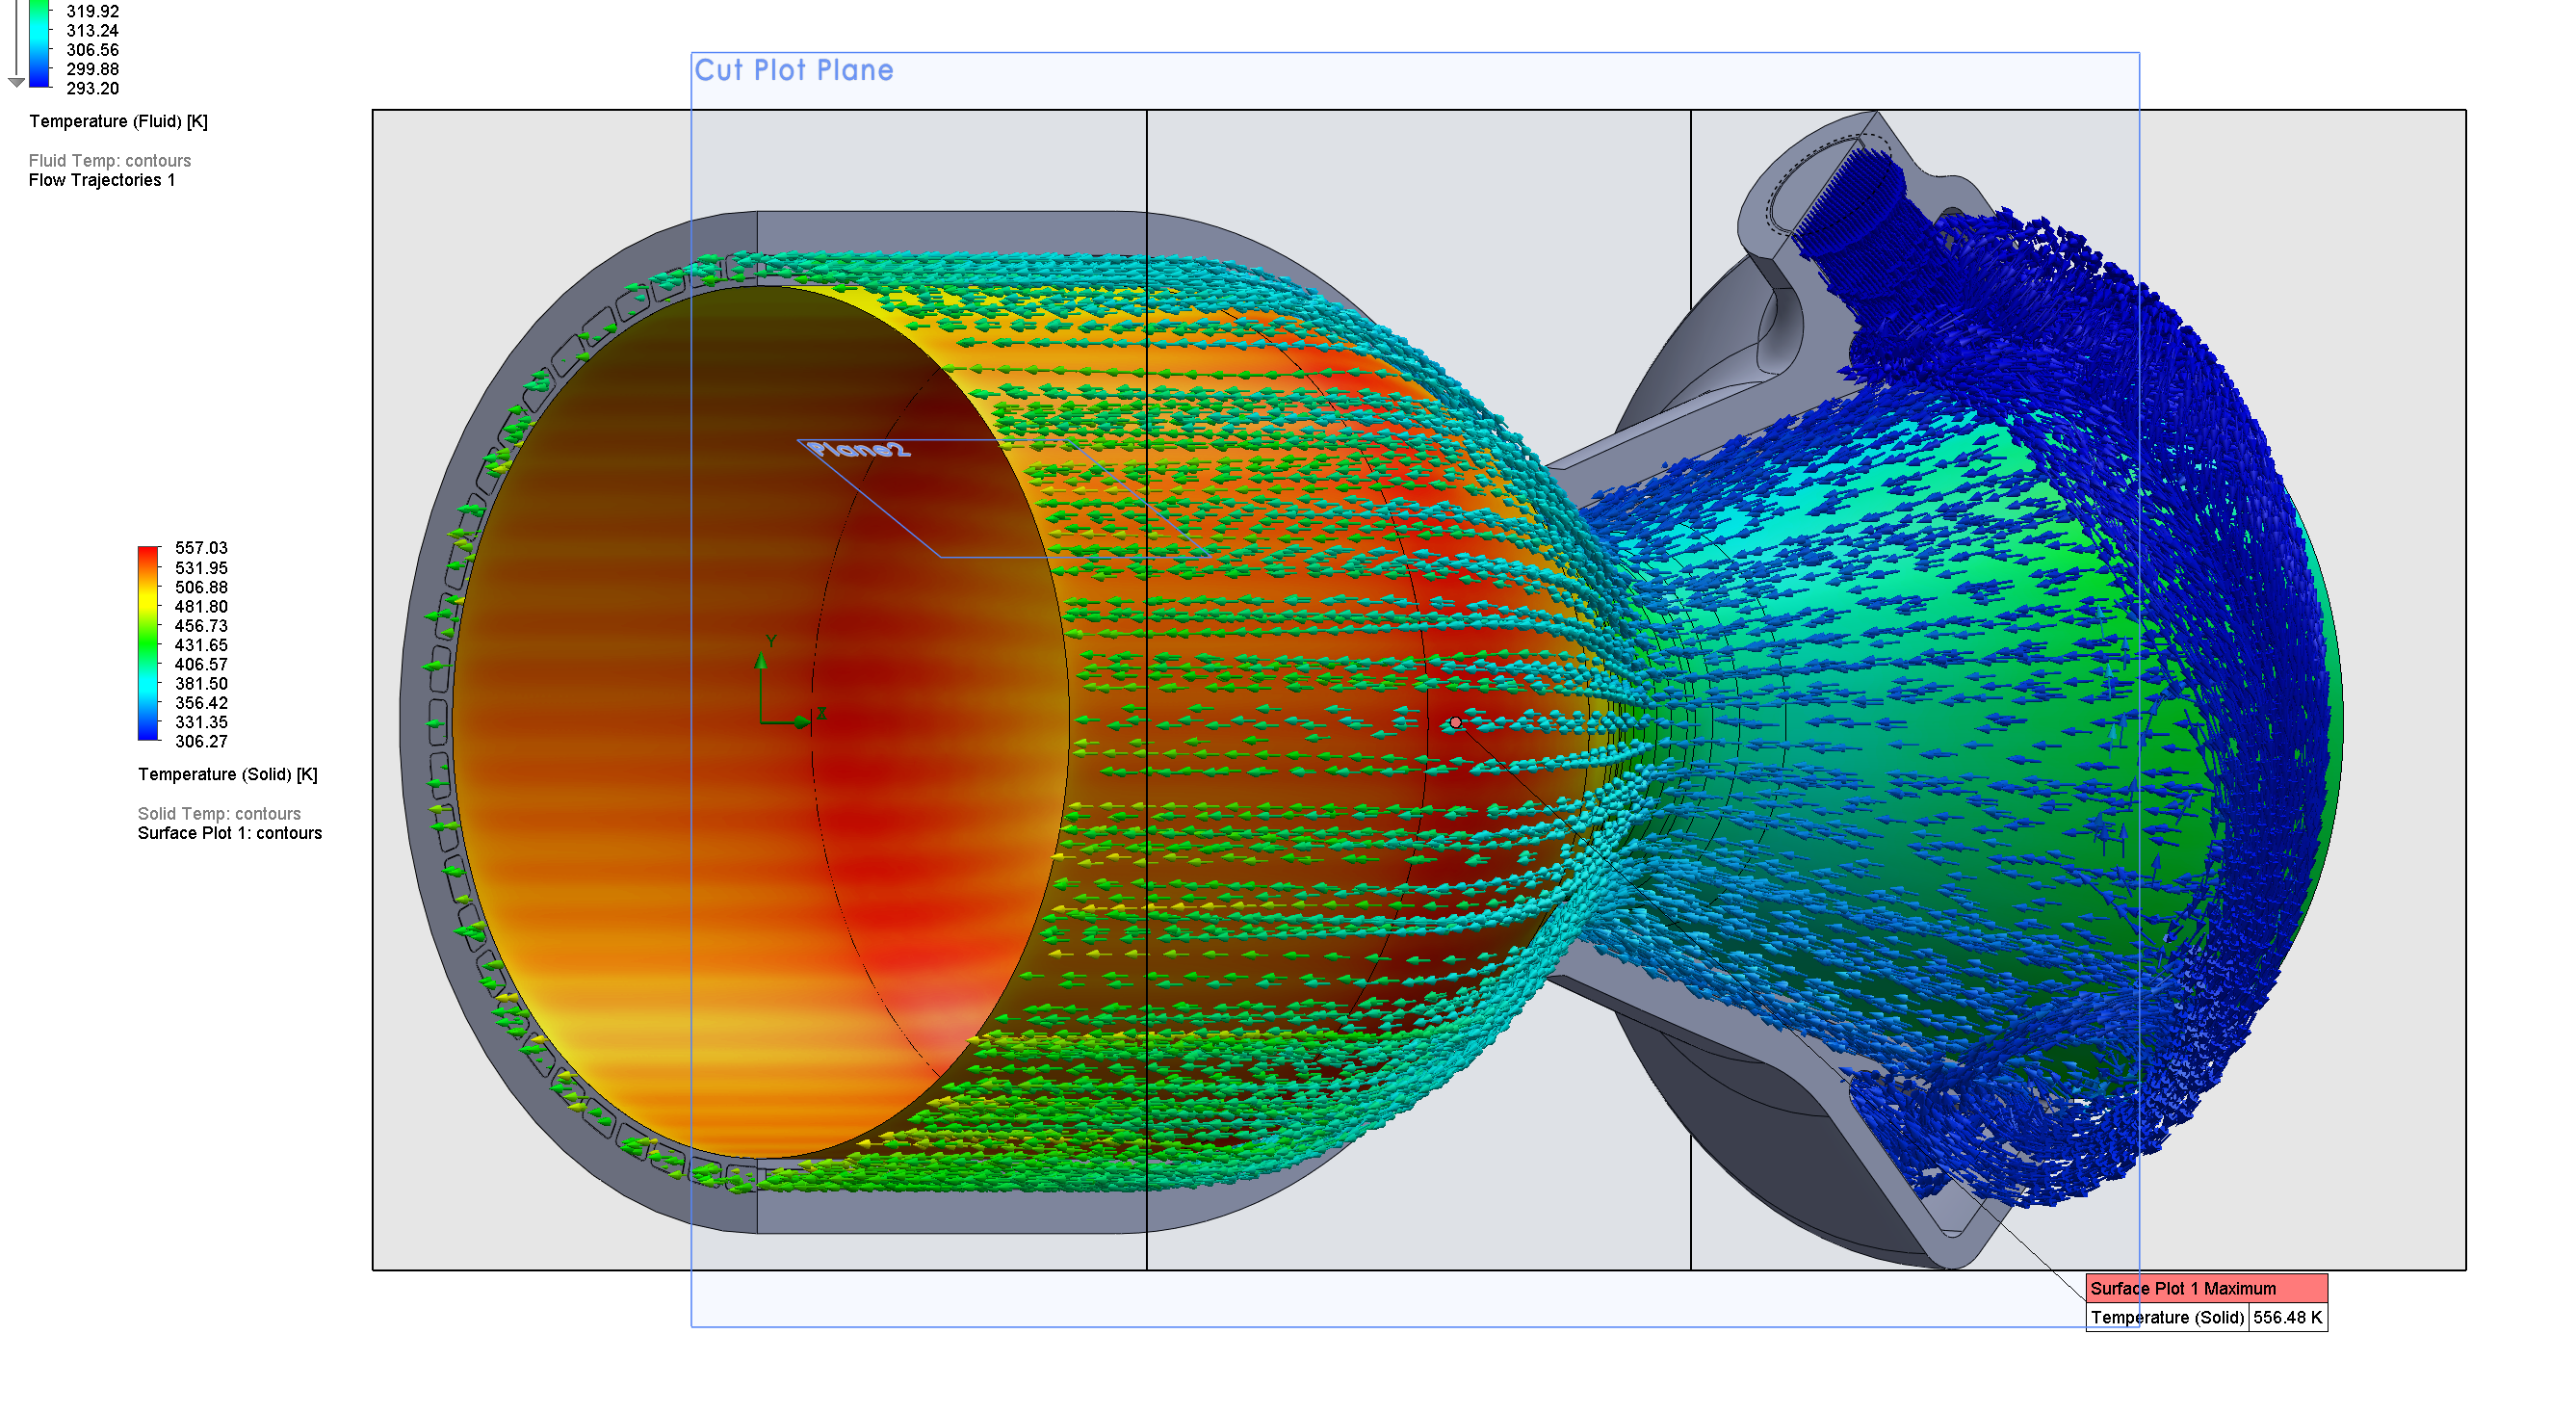 319.92
313.24
306.56
299.88
293.20
Temperature (Fluid) [K]
Fluid Temp: contours
Flow Trajectories 1
Cut Plot Plane
Plane2
557.03
531.95
506.88
481.80
456.73
431.65
406.57
381.50
356.42
331.35
306.27
Temperature (Solid) [K]
Solid Temp: contours
Surface Plot 1: contours
Y
X
Surface Plot 1 Maximum
Temperature (Solid) 556.48 K